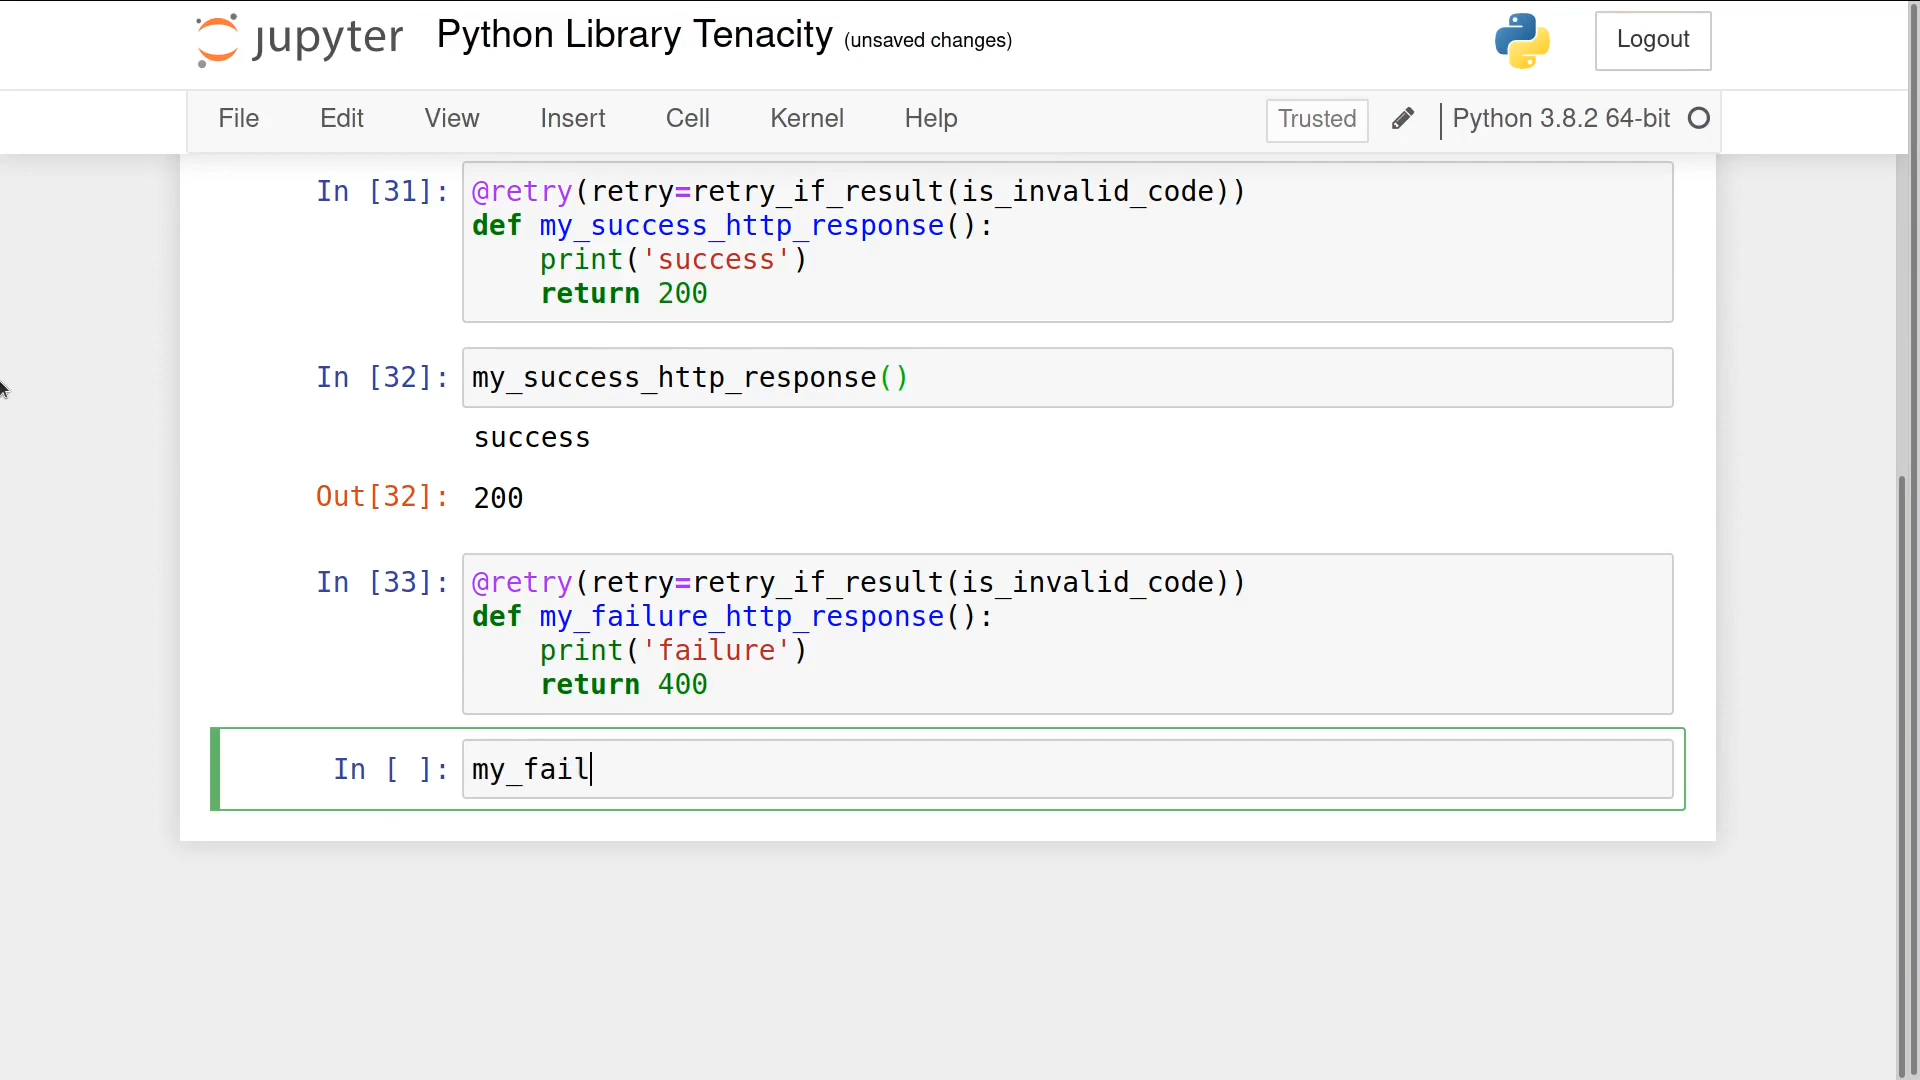 jupyter Python Library Tenacity (unsaved changes) Logout
File Edit View Insert Cell Kernel Help Trusted Python 3.8.2 64-bit
In [31]: @retry(retry=retry_if_result(is_invalid_code))
def my_success_http_response():
    print('success')
    return 200
In [32]: my_success_http_response()
success
Out[32]: 200
In [33]: @retry(retry=retry_if_result(is_invalid_code))
def my_failure_http_response():
    print('failure')
    return 400
In [ ]: my_fail